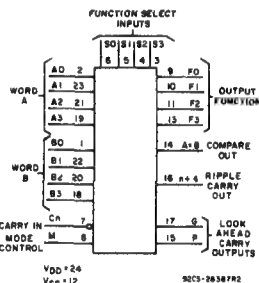 FUNCTION SELECT
INPUTS
S0 S1 S2 S3
6 5 4 3
WORD
A
A0 2
A1 23
A2 21
A3 19
9 F0
10 F1
11 F2
13 F3
OUTPUT
FUNCTION
WORD
B
B0 1
B1 22
B2 20
B3 18
14 A=B COMPARE
OUT
16 n+4 RIPPLE
CARRY
OUT
CARRY IN Cn 7
MODE
CONTROL
M 8
17 G
15 P
LOOK
AHEAD
CARRY
OUTPUTS
VDD = 24
VSS = 12
92CS-28387R2